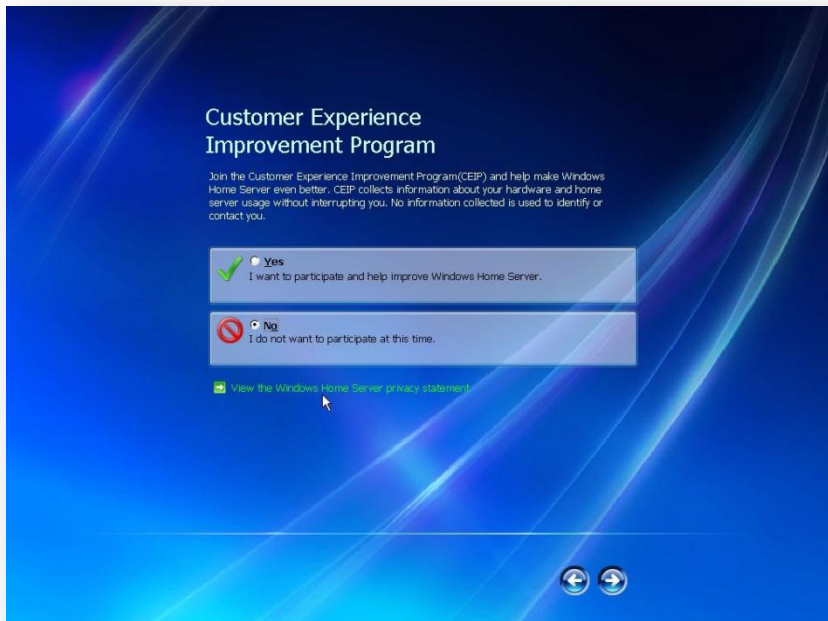 Customer Experience
Improvement Program
Join the Customer Experience Improvement Program(CEIP) and help make Windows
Home Server even better. CEIP collects information about your hardware and home
server usage without interrupting you. No information collected is used to identify or
contact you.
Yes
I want to participate and help improve Windows Home Server.
No
I do not want to participate at this time.
View the Windows Home Server privacy statement